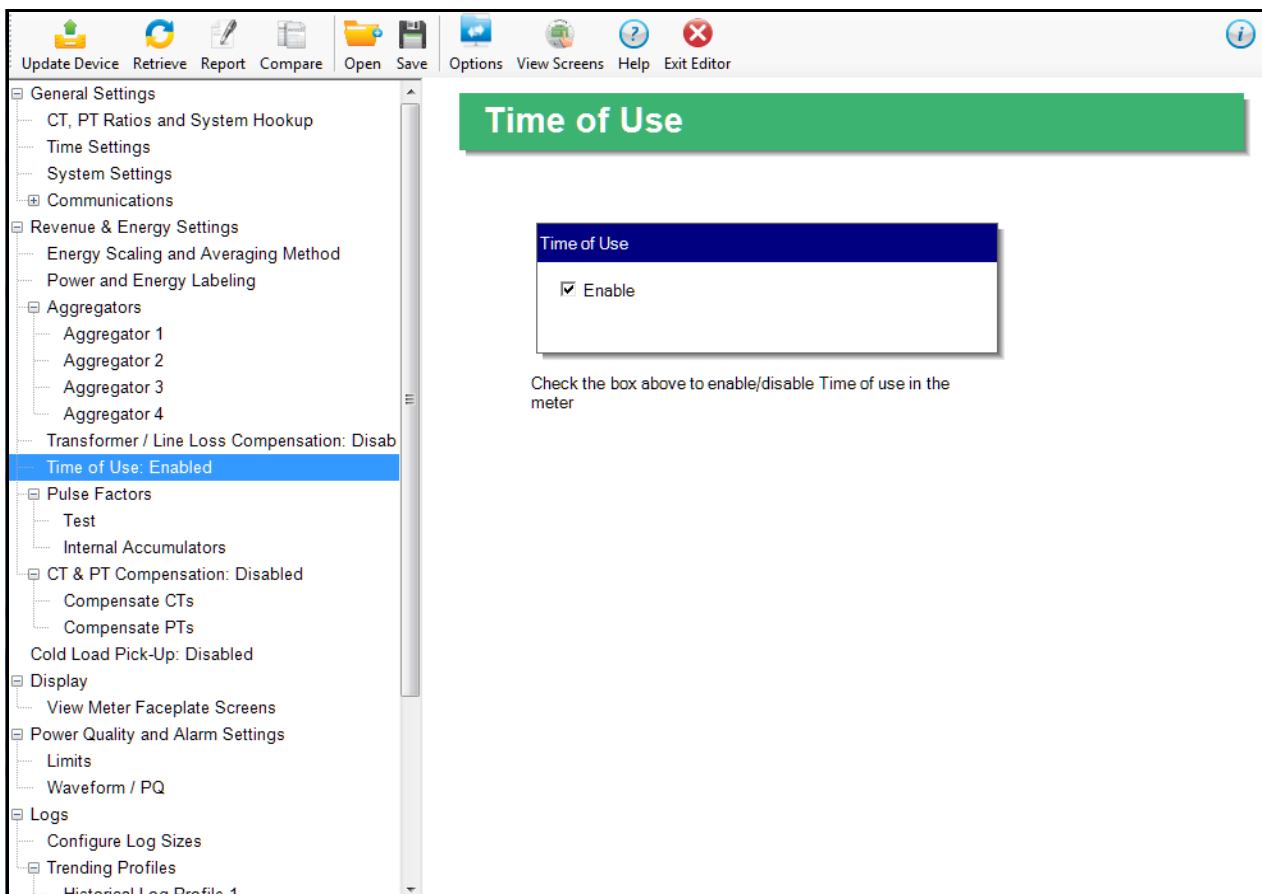 Update Device Retrieve Report Compare Open Save Options View Screens Help Exit Editor
General Settings
CT, PT Ratios and System Hookup
Time Settings
System Settings
Communications
Revenue & Energy Settings
Energy Scaling and Averaging Method
Power and Energy Labeling
Aggregators
Aggregator 1
Aggregator 2
Aggregator 3
Aggregator 4
Transformer / Line Loss Compensation: Disab
Time of Use: Enabled
Pulse Factors
Test
Internal Accumulators
CT & PT Compensation: Disabled
Compensate CTs
Compensate PTs
Cold Load Pick-Up: Disabled
Display
View Meter Faceplate Screens
Power Quality and Alarm Settings
Limits
Waveform / PQ
Logs
Configure Log Sizes
Trending Profiles
Historical Log Profile 1
Time of Use
Time of Use
Enable
Check the box above to enable/disable Time of use in the
meter